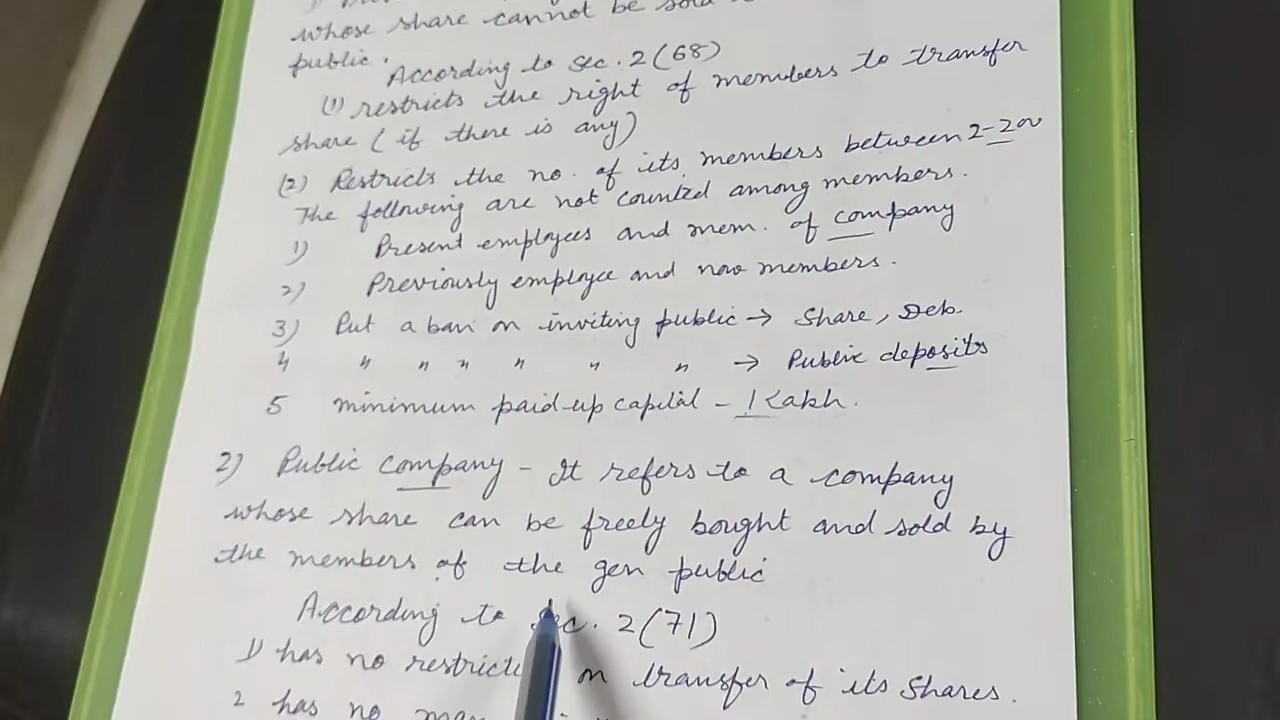 whose share cannot be sold
public.
According to sec. 2(68)
(1) restricts the right of members to transfer
share (if there is any)
(2) Restricts the no. of its members between 2-200
The following are not counted among members.
1) Present employees and mem. of company
2) Previously employee and now members.
3) Put a ban on inviting public → Share, Deb.
4 " " " " " " → Public deposits
5 minimum paid-up capital - 1 Lakh.
2) Public company - It refers to a company
whose share can be freely bought and sold by
the members of the gen public
According to sec. 2(71)
1) has no restricti on transfer of its shares.
2 has no